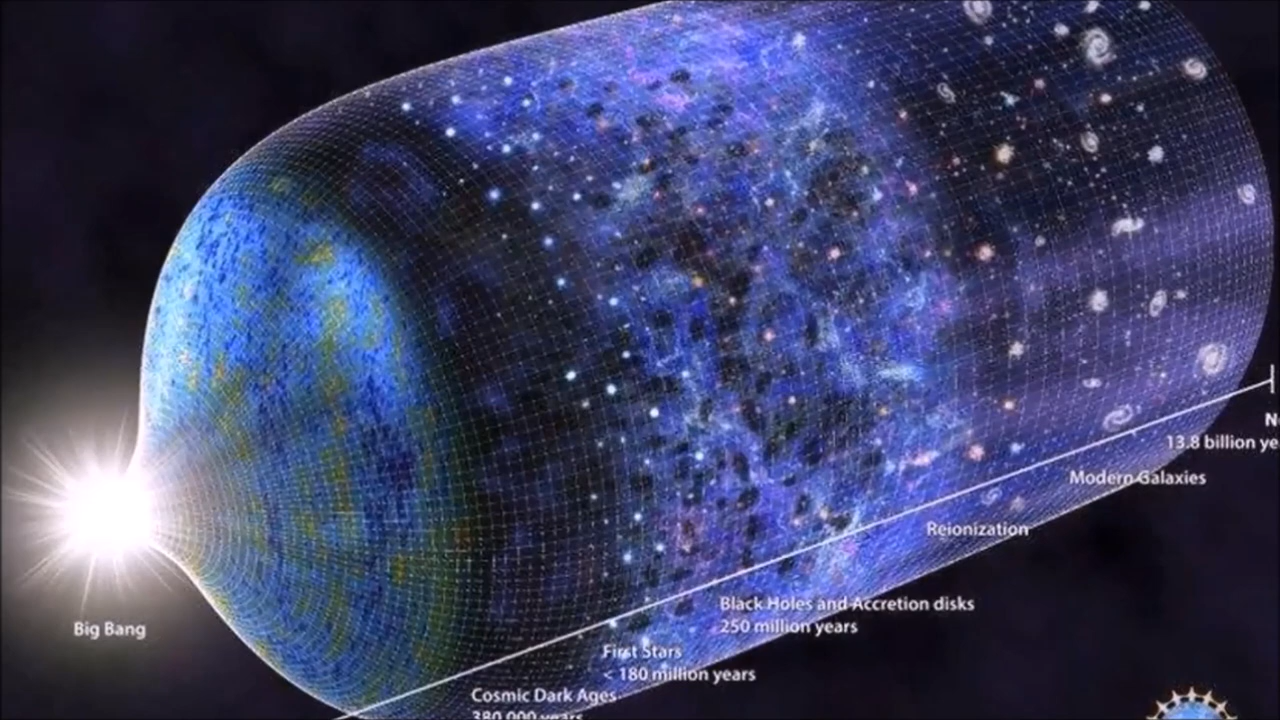 Big Bang
Cosmic Dark Ages
380,000 years
First Stars
< 180 million years
Black Holes and Accretion disks
250 million years
Reionization
Modern Galaxies
13.8 billion ye